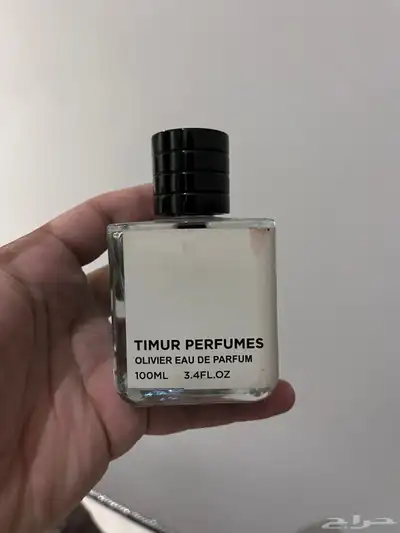 TIMUR PERFUMES
OLIVIER EAU DE PARFUM
100ML 3.4FL.OZ
حراج